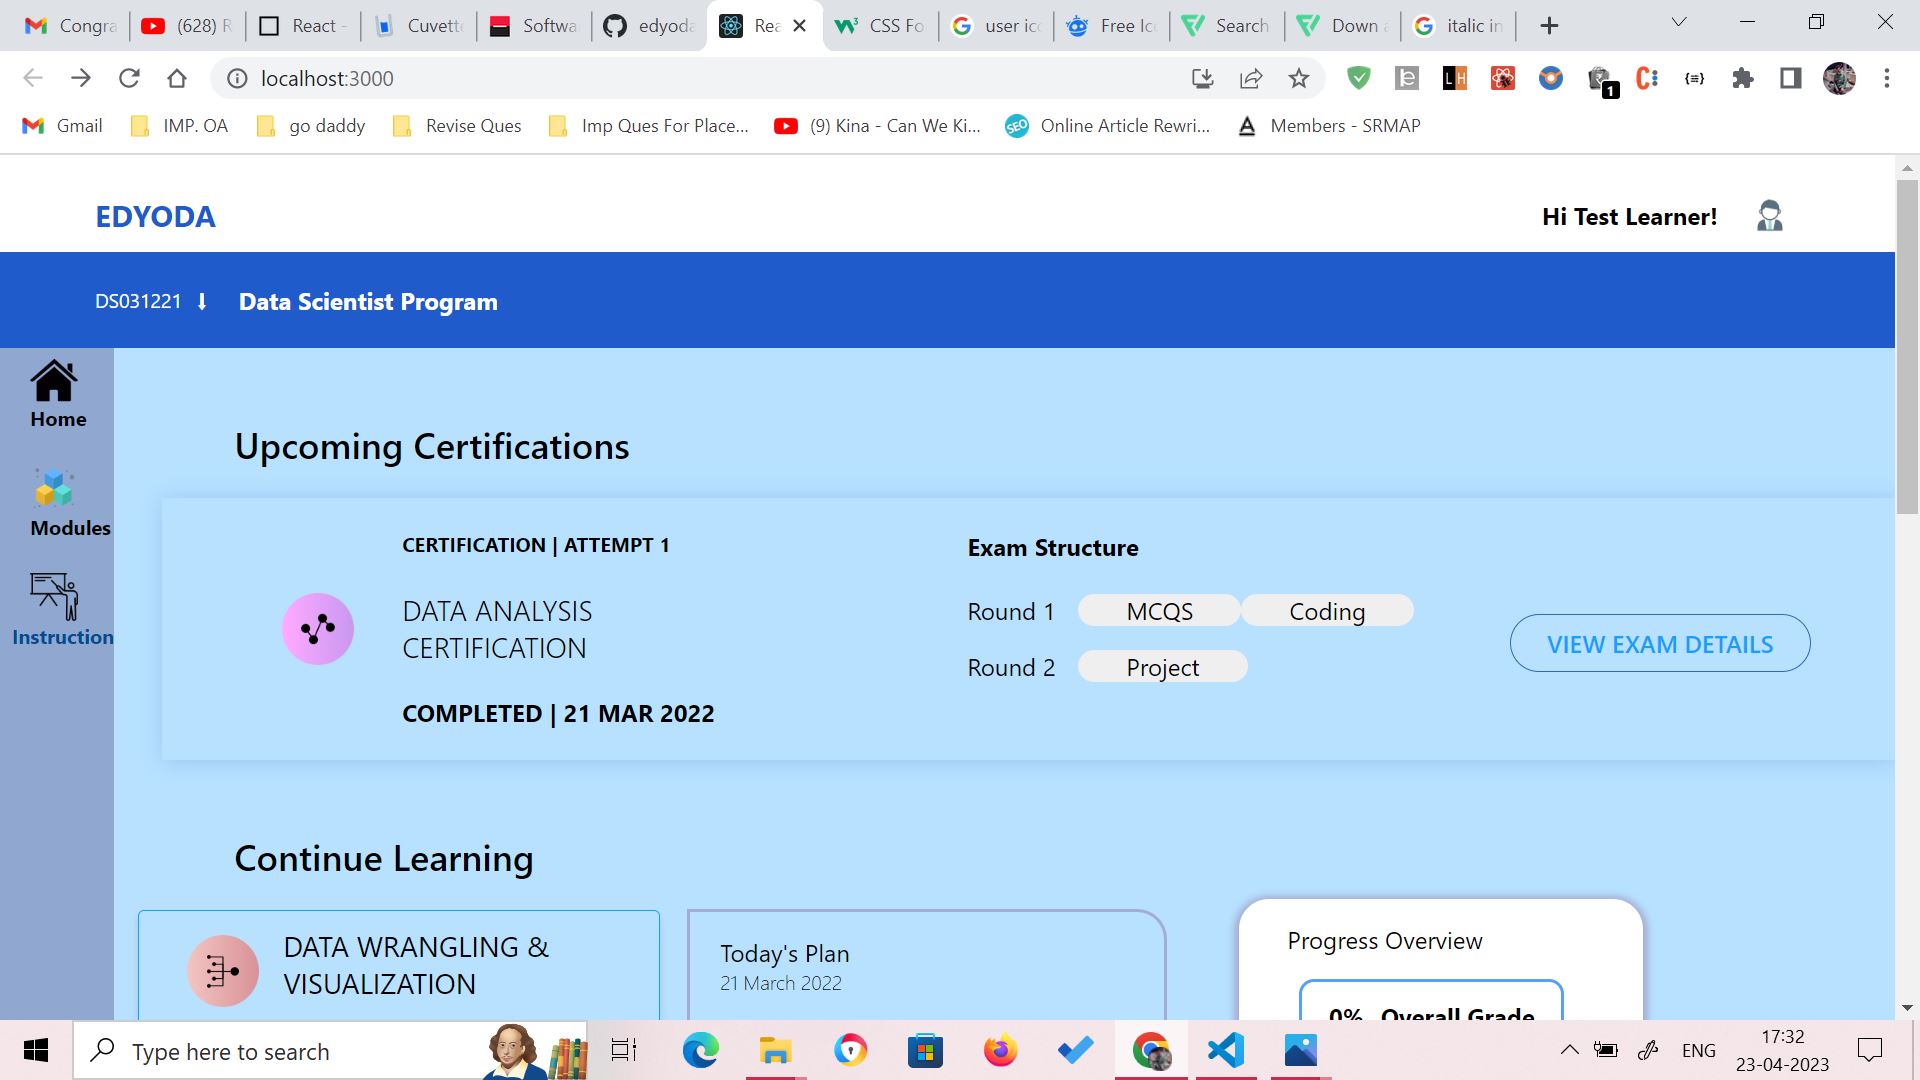 Congra
(628) R
React -
Cuvette
Softwa
edyoda
Rea
CSS Fo
user ico
Free Ico
Search
Down a
italic in
localhost:3000
1
Gmail
IMP. OA
go daddy
Revise Ques
Imp Ques For Place...
(9) Kina - Can We Ki...
SEO
Online Article Rewri...
Members - SRMAP
EDYODA
Hi Test Learner!
DS031221
Data Scientist Program
Home
Modules
Instruction
Upcoming Certifications
CERTIFICATION | ATTEMPT 1
DATA ANALYSIS
CERTIFICATION
COMPLETED | 21 MAR 2022
Exam Structure
Round 1 MCQS Coding
Round 2 Project
VIEW EXAM DETAILS
Continue Learning
DATA WRANGLING &
VISUALIZATION
Today's Plan
21 March 2022
Progress Overview
0% Overall Grade
Type here to search
ENG
17:32
23-04-2023